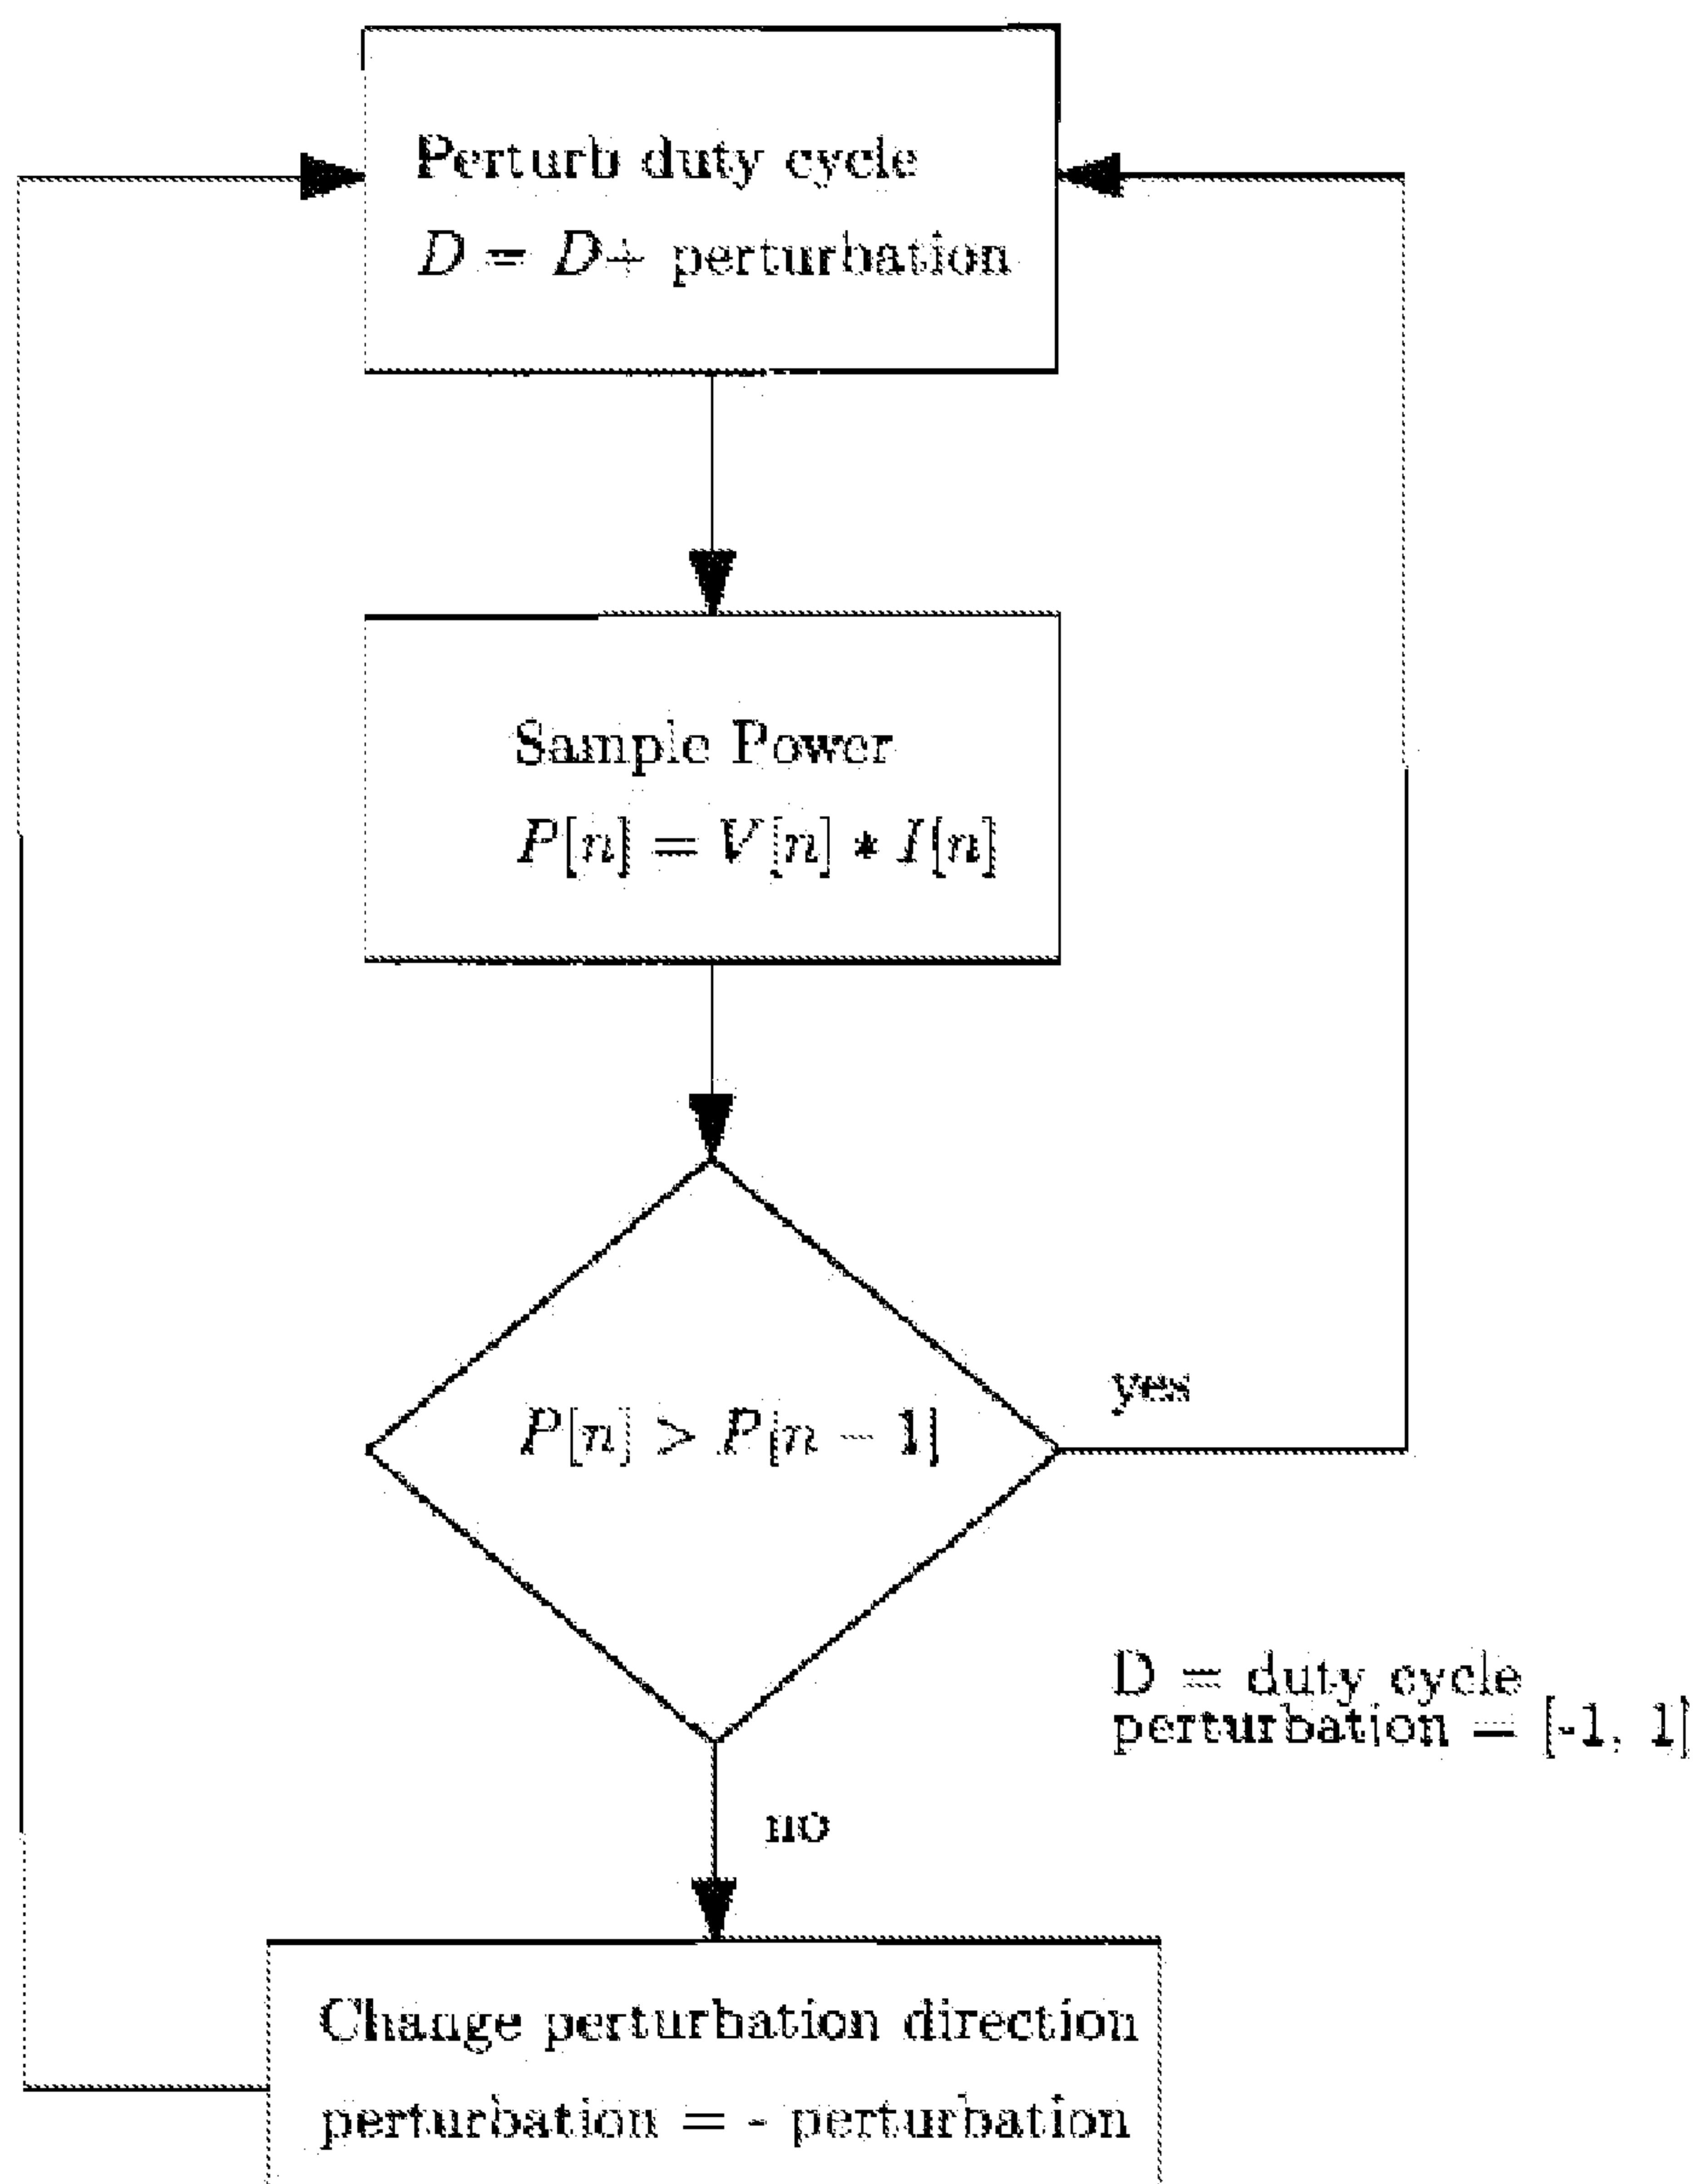 Perturb duty cycle
D = D+ perturbation
Sample Power
P[n] = V[n] * I[n]
P[n] > P[n − 1]
yes
D = duty cycle
perturbation = [-1, 1]
no
Change perturbation direction
perturbation = - perturbation